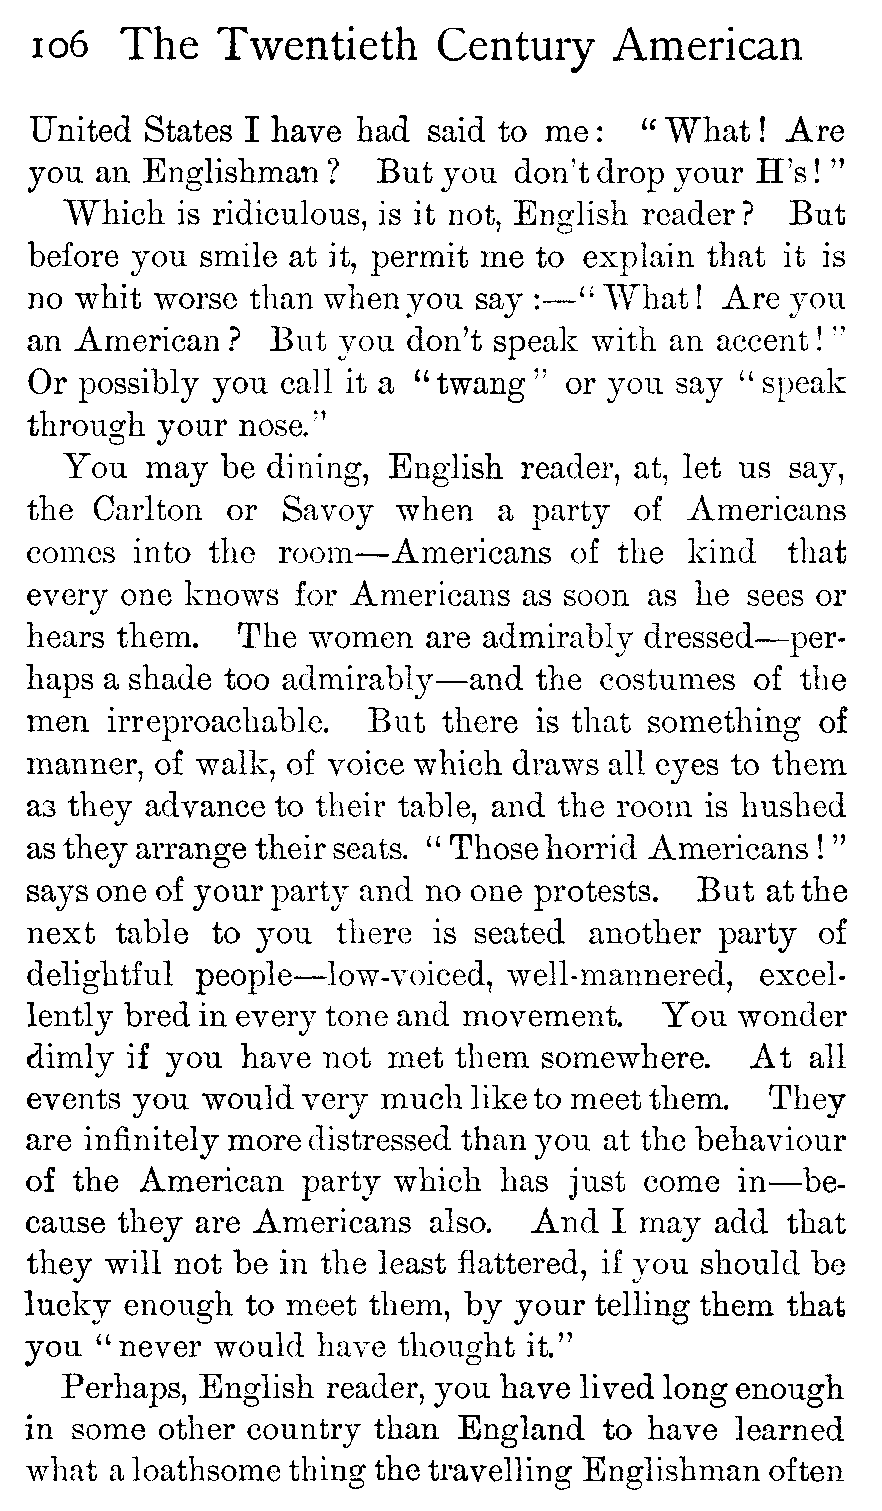 106 The Twentieth Century American
United States I have had said to me: “What! Are
you an Englishman? But you don't drop your H's!”
Which is ridiculous, is it not, English reader? But
before you smile at it, permit me to explain that it is
no whit worse than when you say:—“What! Are you
an American? But you don't speak with an accent!”
Or possibly you call it a “twang” or you say “speak
through your nose.”
You may be dining, English reader, at, let us say,
the Carlton or Savoy when a party of Americans
comes into the room—Americans of the kind that
every one knows for Americans as soon as he sees or
hears them. The women are admirably dressed—per-
haps a shade too admirably—and the costumes of the
men irreproachable. But there is that something of
manner, of walk, of voice which draws all eyes to them
as they advance to their table, and the room is hushed
as they arrange their seats. “Those horrid Americans!”
says one of your party and no one protests. But at the
next table to you there is seated another party of
delightful people—low-voiced, well-mannered, excel-
lently bred in every tone and movement. You wonder
dimly if you have not met them somewhere. At all
events you would very much like to meet them. They
are infinitely more distressed than you at the behaviour
of the American party which has just come in—be-
cause they are Americans also. And I may add that
they will not be in the least flattered, if you should be
lucky enough to meet them, by your telling them that
you “never would have thought it.”
Perhaps, English reader, you have lived long enough
in some other country than England to have learned
what a loathsome thing the travelling Englishman often